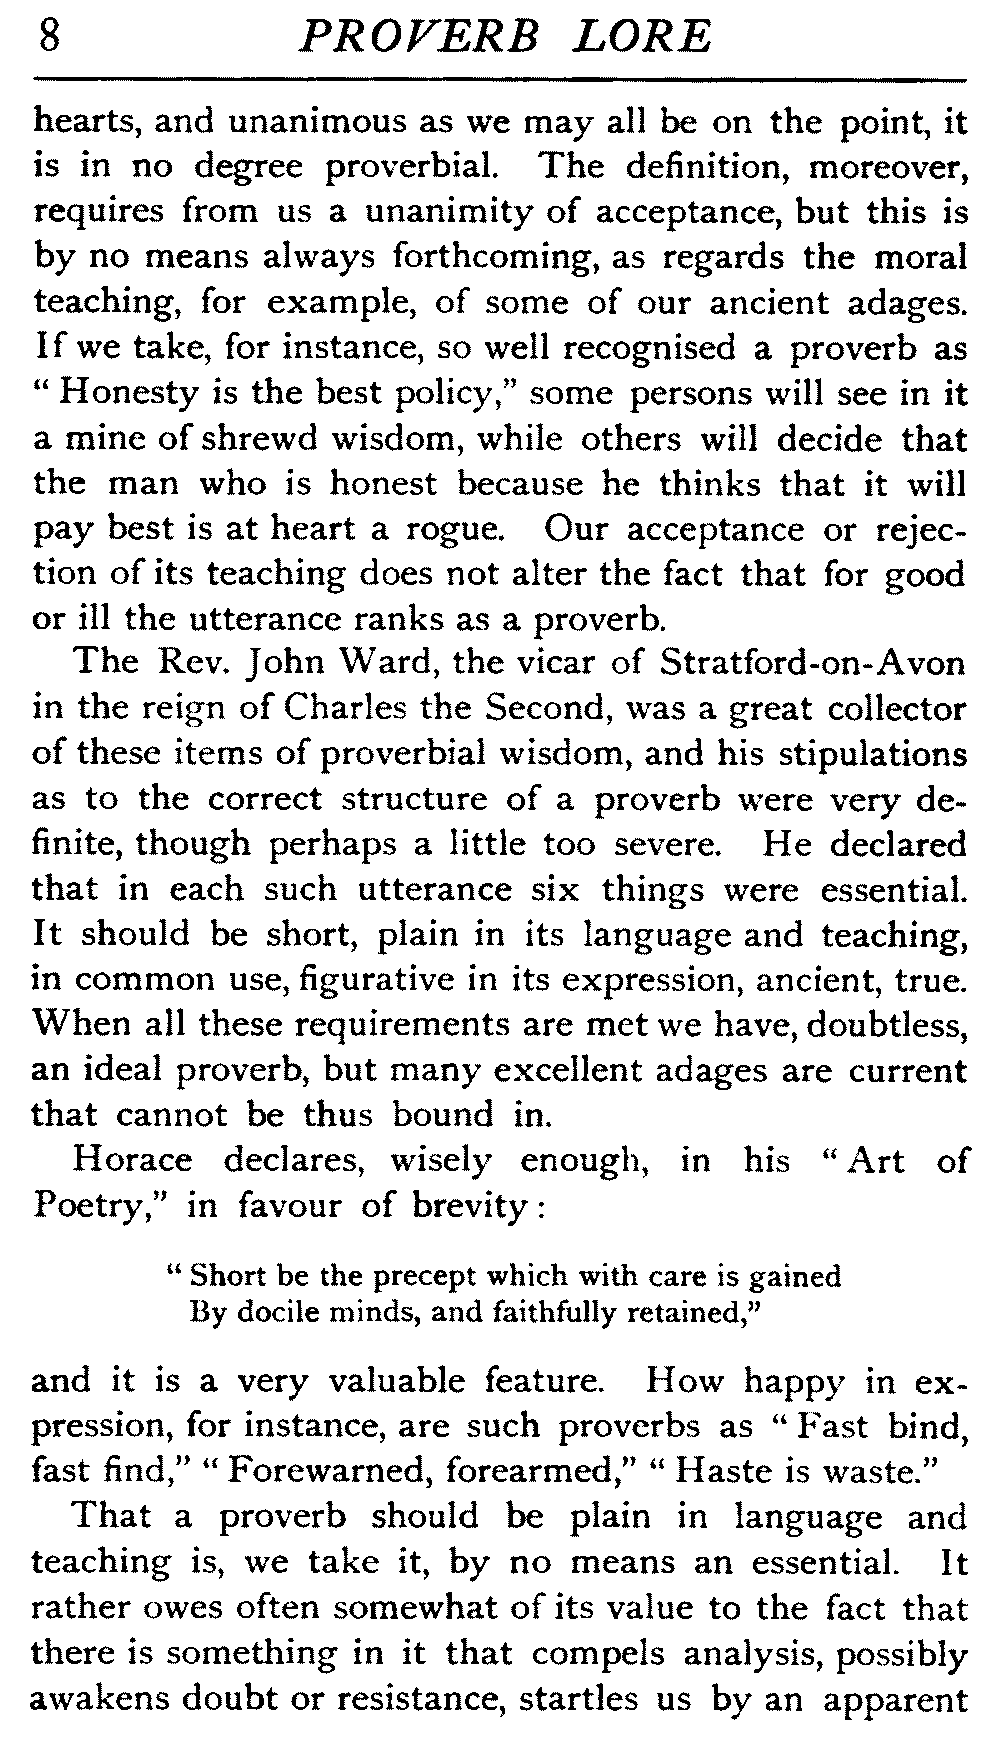 8 PROVERB LORE
hearts, and unanimous as we may all be on the point, it
is in no degree proverbial. The definition, moreover,
requires from us a unanimity of acceptance, but this is
by no means always forthcoming, as regards the moral
teaching, for example, of some of our ancient adages.
If we take, for instance, so well recognised a proverb as
“ Honesty is the best policy,” some persons will see in it
a mine of shrewd wisdom, while others will decide that
the man who is honest because he thinks that it will
pay best is at heart a rogue. Our acceptance or rejec-
tion of its teaching does not alter the fact that for good
or ill the utterance ranks as a proverb.
The Rev. John Ward, the vicar of Stratford-on-Avon
in the reign of Charles the Second, was a great collector
of these items of proverbial wisdom, and his stipulations
as to the correct structure of a proverb were very de-
finite, though perhaps a little too severe. He declared
that in each such utterance six things were essential.
It should be short, plain in its language and teaching,
in common use, figurative in its expression, ancient, true.
When all these requirements are met we have, doubtless,
an ideal proverb, but many excellent adages are current
that cannot be thus bound in.
Horace declares, wisely enough, in his “ Art of
Poetry,” in favour of brevity :
“ Short be the precept which with care is gained
By docile minds, and faithfully retained,”
and it is a very valuable feature. How happy in ex-
pression, for instance, are such proverbs as “ Fast bind,
fast find,” “ Forewarned, forearmed,” “ Haste is waste.”
That a proverb should be plain in language and
teaching is, we take it, by no means an essential. It
rather owes often somewhat of its value to the fact that
there is something in it that compels analysis, possibly
awakens doubt or resistance, startles us by an apparent